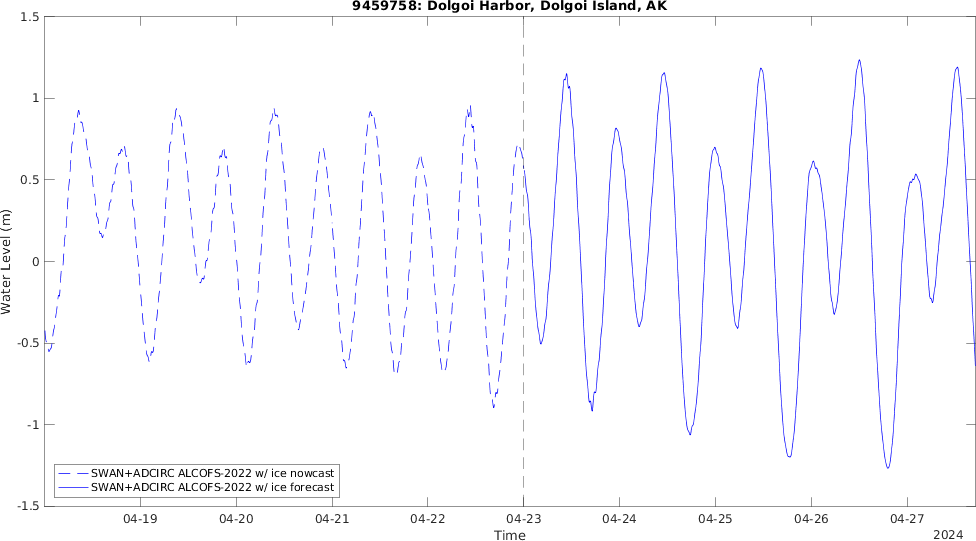 9459758: Dolgoi Harbor, Dolgoi Island, AK
1.5
1
0.5
0
-0.5
-1
-1.5
Water Level (m)
SWAN+ADCIRC ALCOFS-2022 w/ ice nowcast
SWAN+ADCIRC ALCOFS-2022 w/ ice forecast
04-19 04-20 04-21 04-22 04-23 04-24 04-25 04-26 04-27
Time
2024